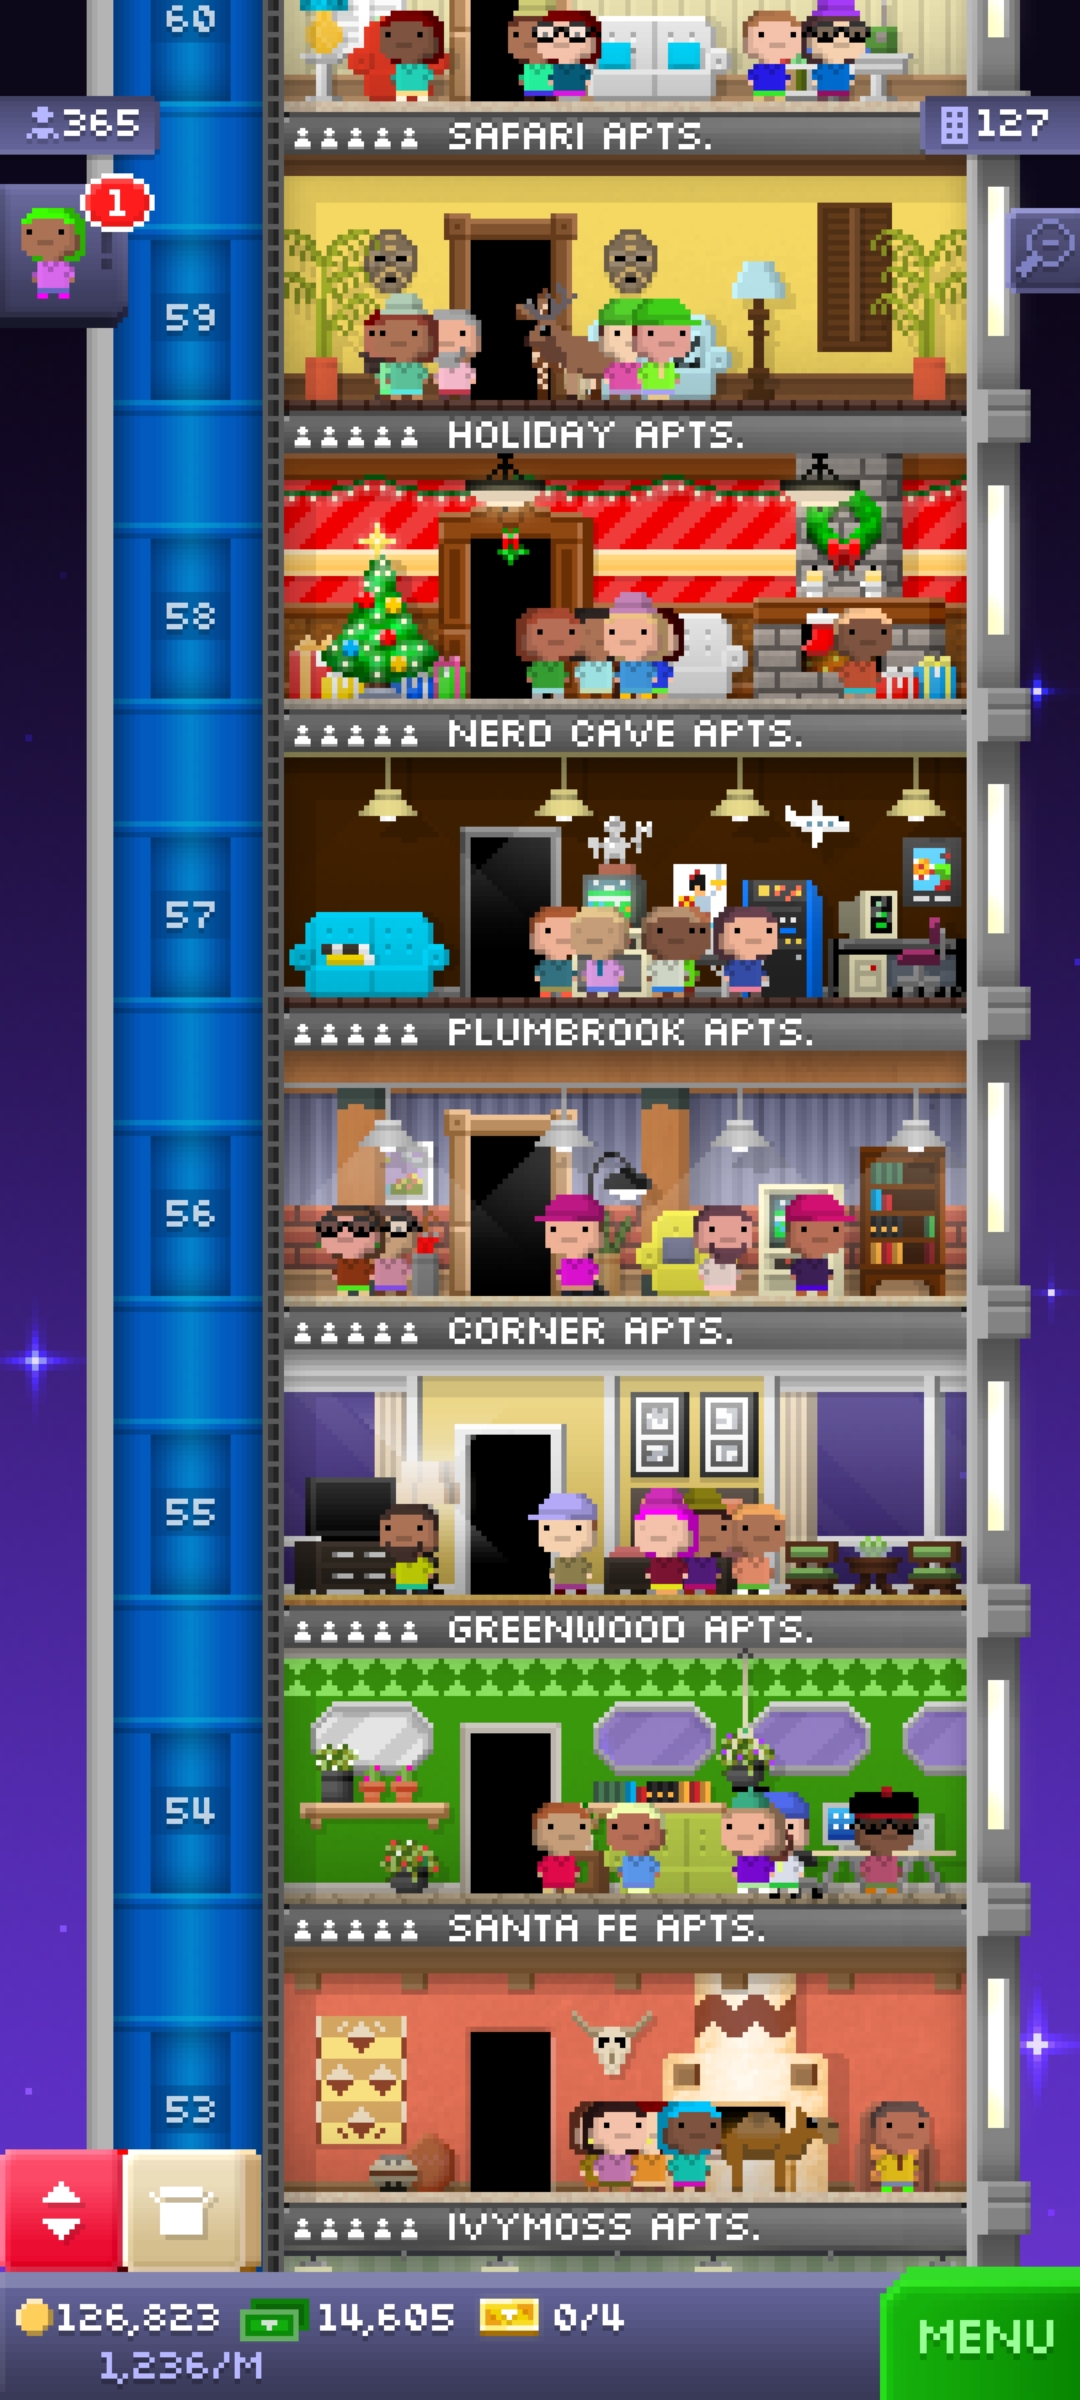 60
365
SAFARI APTS.
127
1
59
HOLIDAY APTS.
58
NERD CAVE APTS.
57
PLUMBROOK APTS.
56
CORNER APTS.
55
GREENWOOD APTS.
54
SANTA FE APTS.
53
IVYMOSS APTS.
126,823 14,605 0/4
1,236/M
MENU